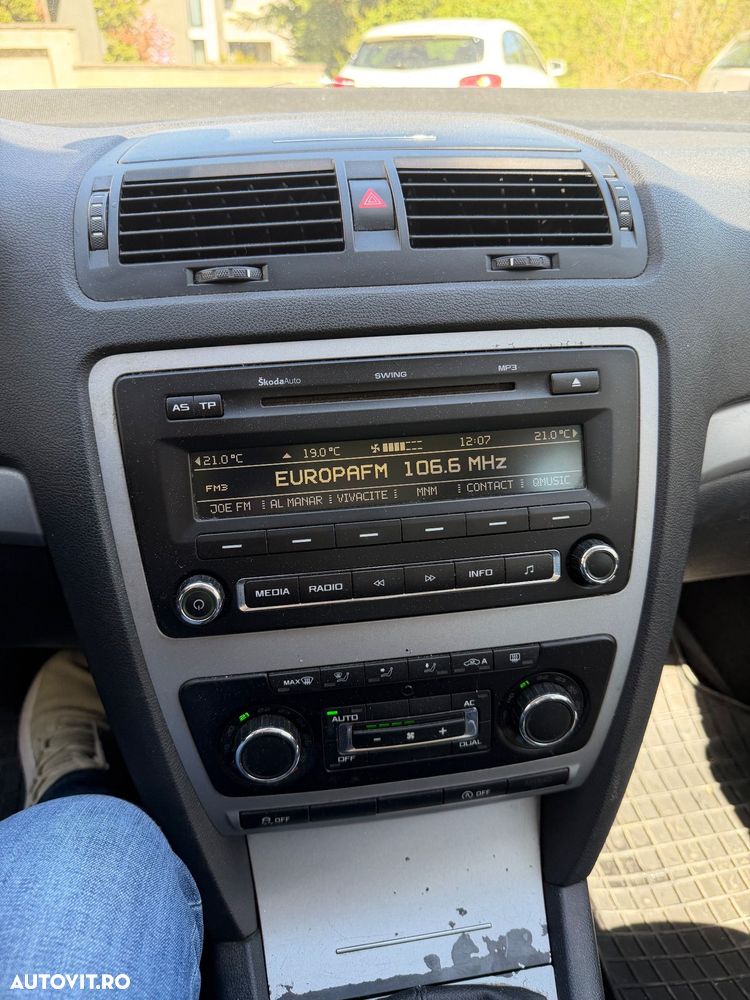 ŠkodaAuto SWING MP3
AS TP
21.0°C 19.0°C 12:07 21.0°C
EUROPAFM 106.6 MHz
FM3
JOE FM AL MANAR VIVACITE MNM CONTACT QMUSIC
MEDIA RADIO INFO
MAX A
21 21
AUTO AC
- +
OFF DUAL
OFF OFF
AUTOVIT.RO